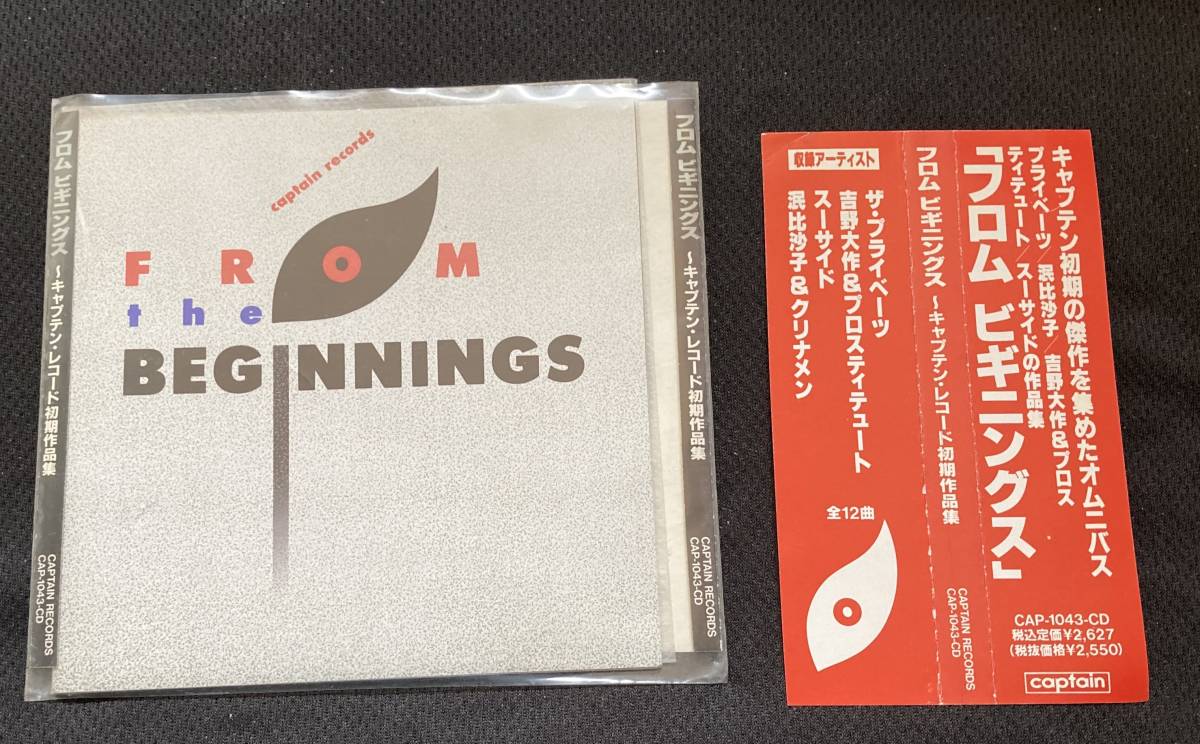 フロム ビギニングス 〜キャプテン・レコード初期作品集
CAPTAIN RECORDS
CAP-1043-CD
captain records
FROM
the
BEGINNINGS
フロム ビギニングス 〜キャプテン・レコード初期作品集
CAPTAIN RECORDS
CAP-1043-CD
キャプテン初期の傑作を集めたオムニバス
プライベーツ／泯比沙子／吉野大作&プロス
ティテュート／スーサイドの作品集
「フロム ビギニングス」
CAP-1043-CD
税込定価¥2,627
(税抜価格¥2,550)
captain
フロム ビギニングス 〜キャプテン・レコード初期作品集
CAPTAIN RECORDS
CAP-1043-CD
収録アーティスト
ザ・プライベーツ
吉野大作&プロスティテュート
スーサイド
泯比沙子&クリナメン
全12曲